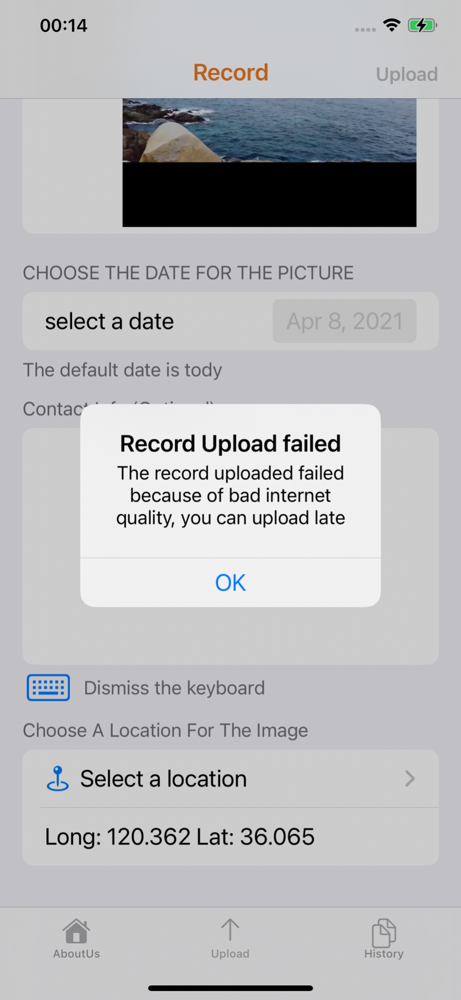 00:14
Record
Upload
CHOOSE THE DATE FOR THE PICTURE
select a date
Apr 8, 2021
The default date is tody
Record Upload failed
The record uploaded failed
because of bad internet
quality, you can upload late
OK
Dismiss the keyboard
Choose A Location For The Image
Select a location
Long: 120.362 Lat: 36.065
AboutUs
Upload
History